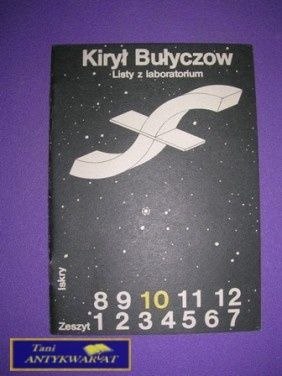 Kirył Bułyczow
Listy z laboratorium
Iskry
8 9 10 11 12
Zeszyt 1 2 3 4 5 6 7
Tani
ANTYKWARIAT